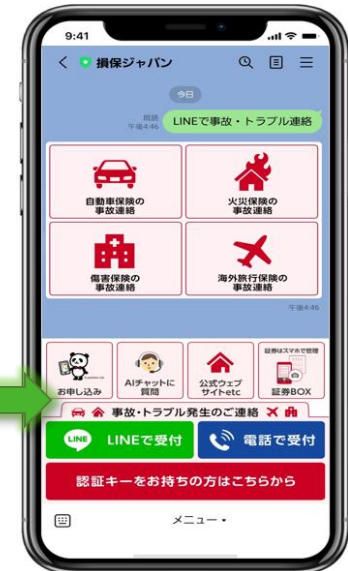 9:41
損保ジャパン
今日
既読
午後4:46
LINEで事故・トラブル連絡
自動車保険の
事故連絡
火災保険の
事故連絡
傷害保険の
事故連絡
海外旅行保険の
事故連絡
午後4:46
お申し込み
AIチャットに
質問
公式ウェブ
サイトetc
証券はスマホで管理
証券BOX
事故・トラブル発生のご連絡
LINE
LINEで受付
電話で受付
認証キーをお持ちの方はこちらから
メニュー